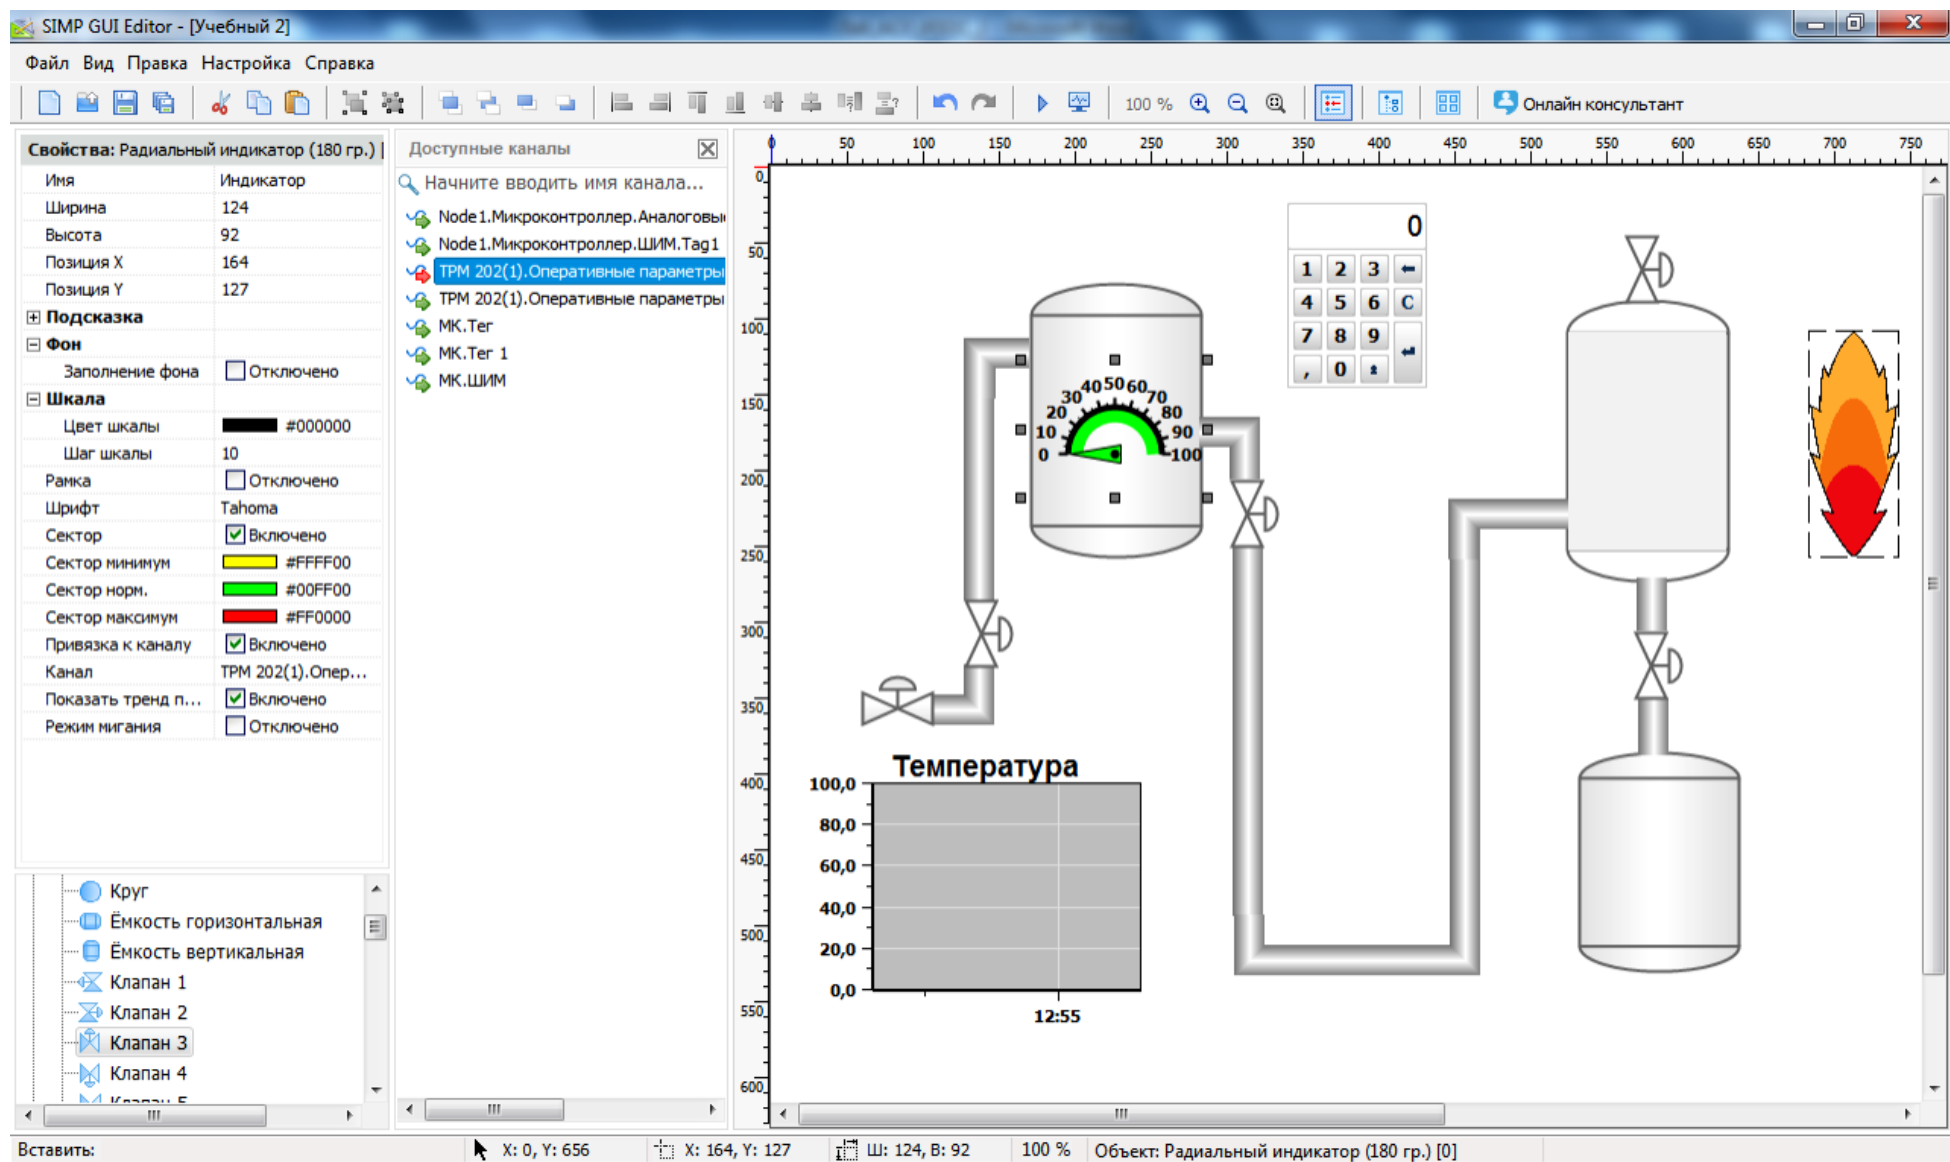 SIMP GUI Editor - [Учебный 2]
Файл Вид Правка Настройка Справка
100 %
Онлайн консультант
Свойства: Радиальный индикатор (180 гр.) [
Имя Индикатор
Ширина 124
Высота 92
Позиция X 164
Позиция Y 127
Подсказка
Фон
Заполнение фона Отключено
Шкала
Цвет шкалы #000000
Шаг шкалы 10
Рамка Отключено
Шрифт Tahoma
Сектор Включено
Сектор минимум #FFFF00
Сектор норм. #00FF00
Сектор максимум #FF0000
Привязка к каналу Включено
Канал ТРМ 202(1).Опер...
Показать тренд п... Включено
Режим мигания Отключено
Круг
Ёмкость горизонтальная
Ёмкость вертикальная
Клапан 1
Клапан 2
Клапан 3
Клапан 4
Клапан 5
Доступные каналы
Начните вводить имя канала...
Node1.Микроконтроллер.Аналоговы
Node1.Микроконтроллер.ШИМ.Tag1
ТРМ 202(1).Оперативные параметры
ТРМ 202(1).Оперативные параметры
МК.Тег
МК.Тег 1
МК.ШИМ
50 100 150 200 250 300 350 400 450 500 550 600 650 700 750
0
50
100
150
200
250
300
350
400
450
500
550
600
0
1 2 3
4 5 6 C
7 8 9
, 0 ±
0 10 20 30 40 50 60 70 80 90 100
Температура
100,0
80,0
60,0
40,0
20,0
0,0
12:55
Вставить: X: 0, Y: 656 X: 164, Y: 127 Ш: 124, В: 92 100 % Объект: Радиальный индикатор (180 гр.) [0]